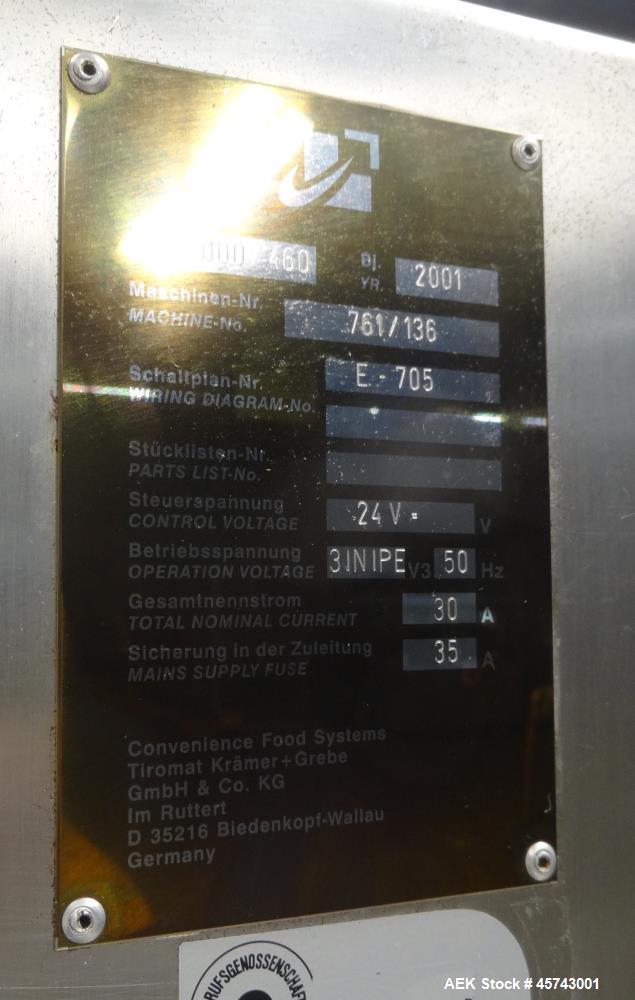 000/460 Bj. 2001
YR.
Maschinen-Nr.
MACHINE-No. 761/136
Schaltplan-Nr. E - 705
WIRING DIAGRAM-No.
Stücklisten-Nr.
PARTS LIST-No.
Steuerspannung
CONTROL VOLTAGE 24V= V
Betriebsspannung
OPERATION VOLTAGE V3 50 Hz
Gesamtnennstrom
TOTAL NOMINAL CURRENT 30 A
Sicherung in der Zuleitung
MAINS SUPPLY FUSE 35 A
Convenience Food Systems
Tiromat Krämer+Grebe
GmbH & Co. KG
Im Ruttert
D 35216 Biedenkopf-Wallau
Germany
RUFSGENOSSENSCHAF
AEK Stock # 45743001